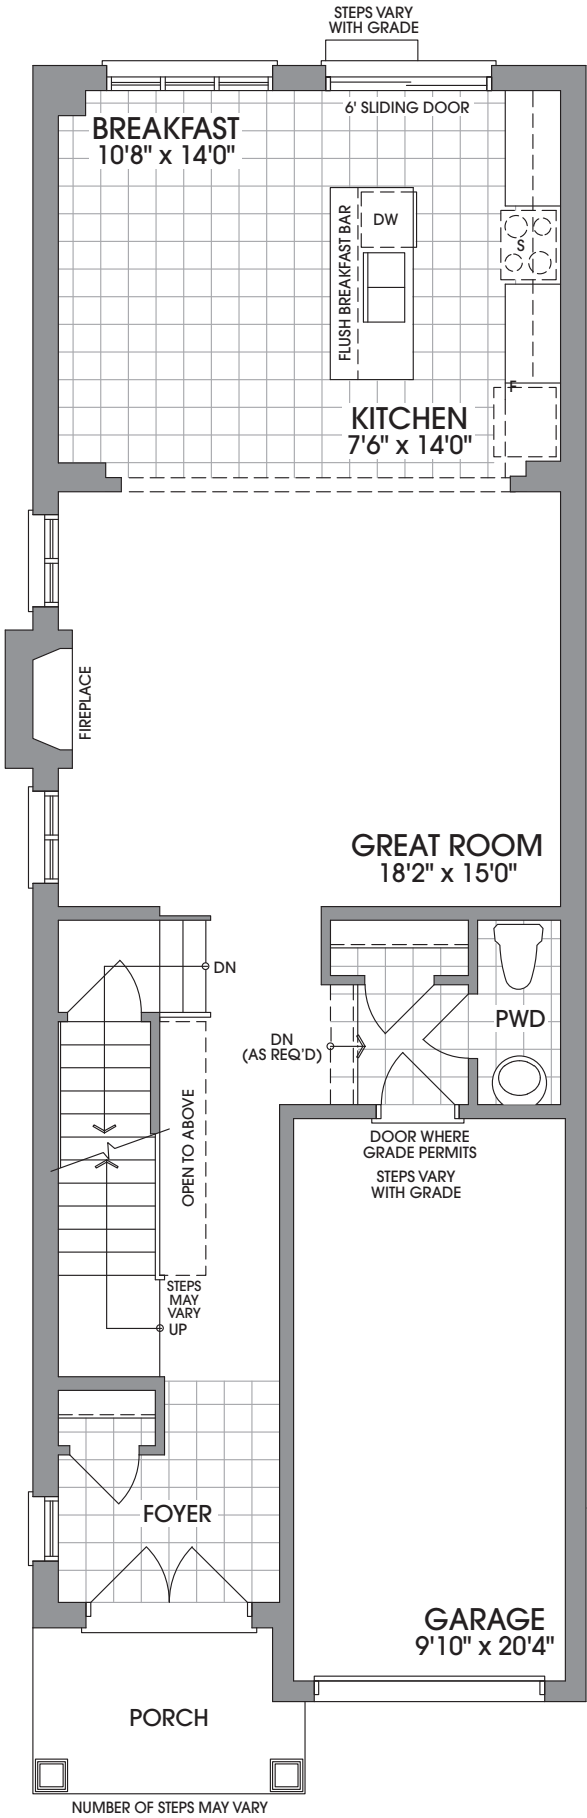 STEPS VARY
WITH GRADE
6' SLIDING DOOR
BREAKFAST
10'8" x 14'0"
DW
FLUSH BREAKFAST BAR
S
F
KITCHEN
7'6" x 14'0"
FIREPLACE
GREAT ROOM
18'2" x 15'0"
DN
PWD
DN
(AS REQ'D)
OPEN TO ABOVE
DOOR WHERE
GRADE PERMITS
STEPS VARY
WITH GRADE
STEPS
MAY
VARY
UP
FOYER
GARAGE
9'10" x 20'4"
PORCH
NUMBER OF STEPS MAY VARY